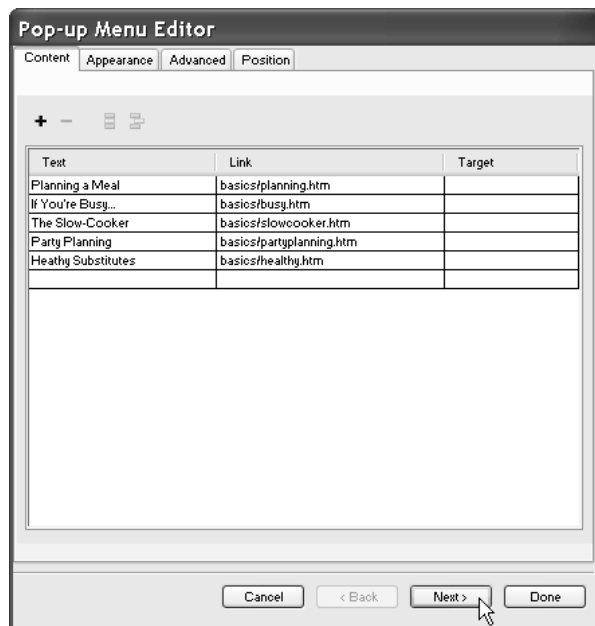 Pop-up Menu Editor
Content Appearance Advanced Position
+ −
Text Link Target
Planning a Meal basics/planning.htm
If You're Busy... basics/busy.htm
The Slow-Cooker basics/slowcooker.htm
Party Planning basics/partyplanning.htm
Heathy Substitutes basics/healthy.htm
Cancel < Back Next > Done